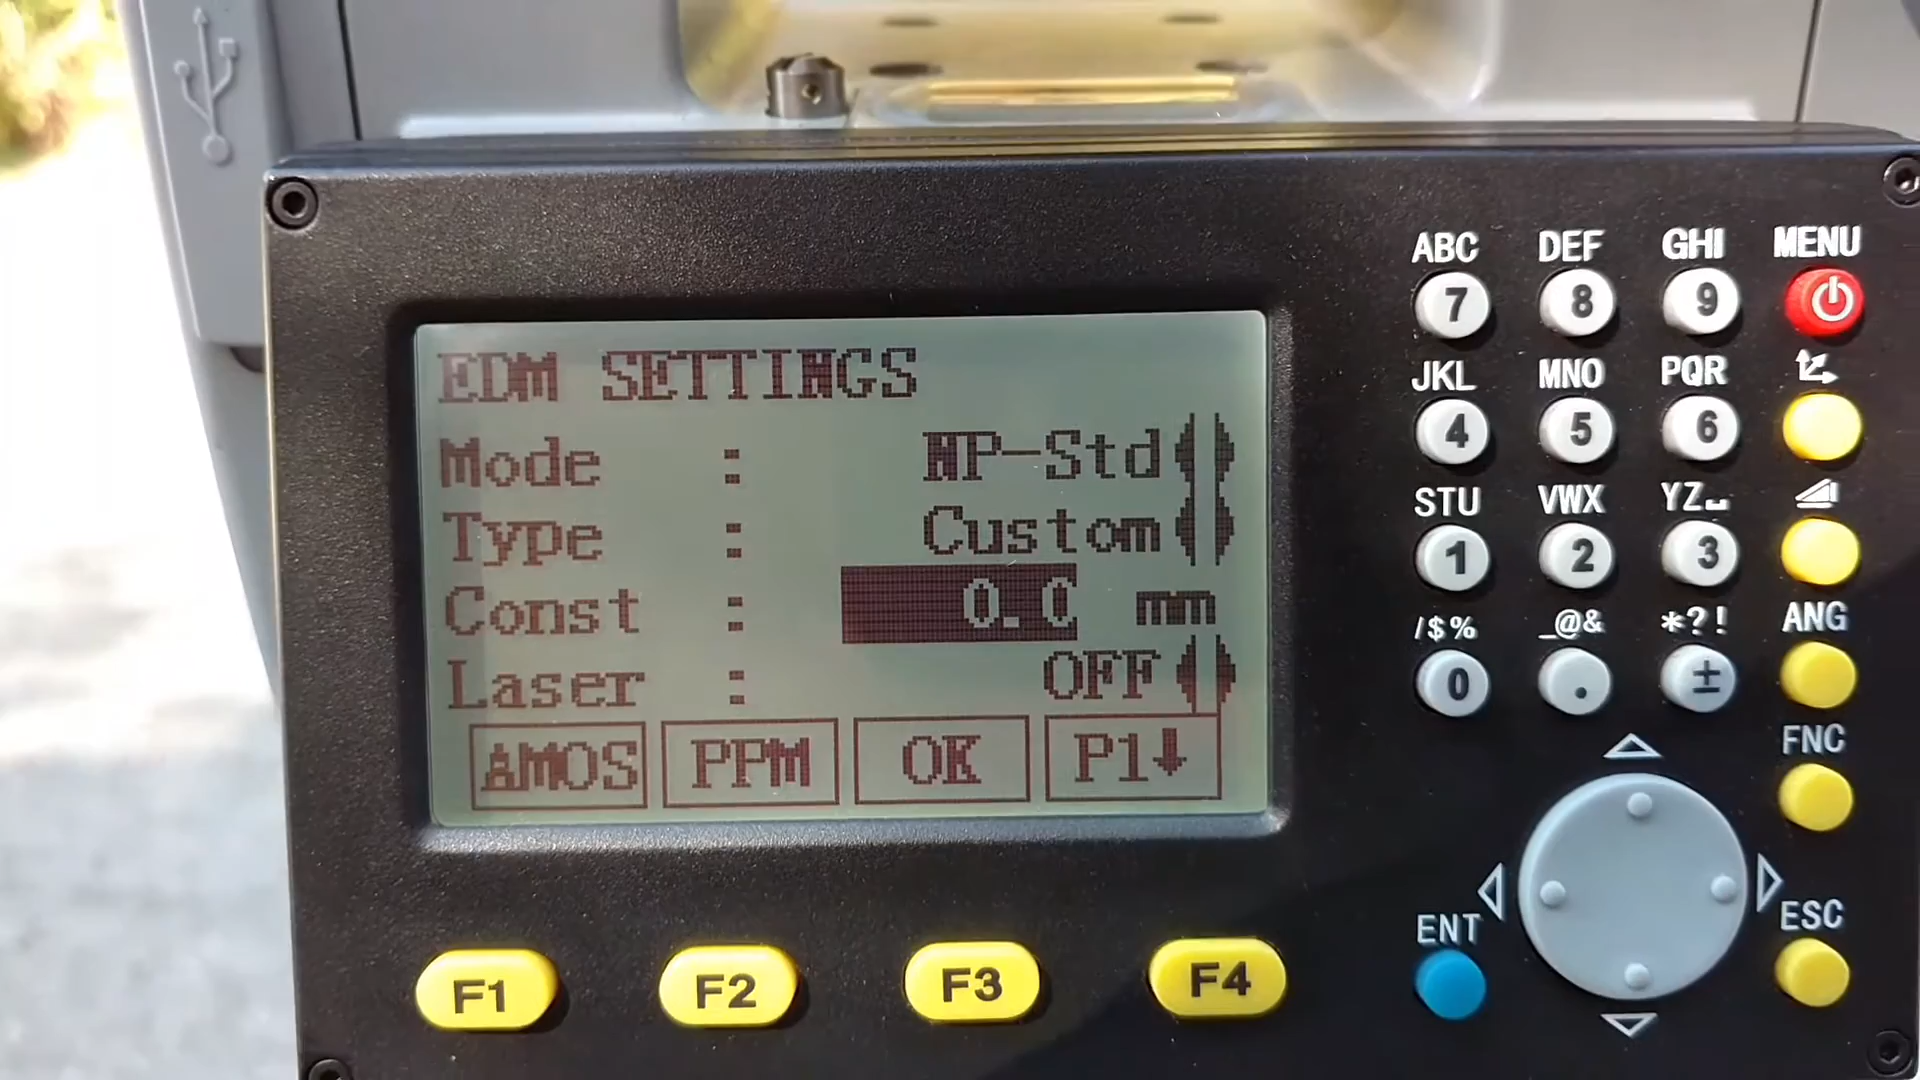 EDM SETTINGS
Mode : NP-Std
Type : Custom
Const : 0.0 mm
Laser : OFF
AMOS PPM OK P1↓
F1 F2 F3 F4
ABC DEF GHI MENU
7 8 9
JKL MNO PQR
4 5 6
STU VWX YZ␣
1 2 3
/$% _@& *?! ANG
0 . ±
FNC
ENT ESC